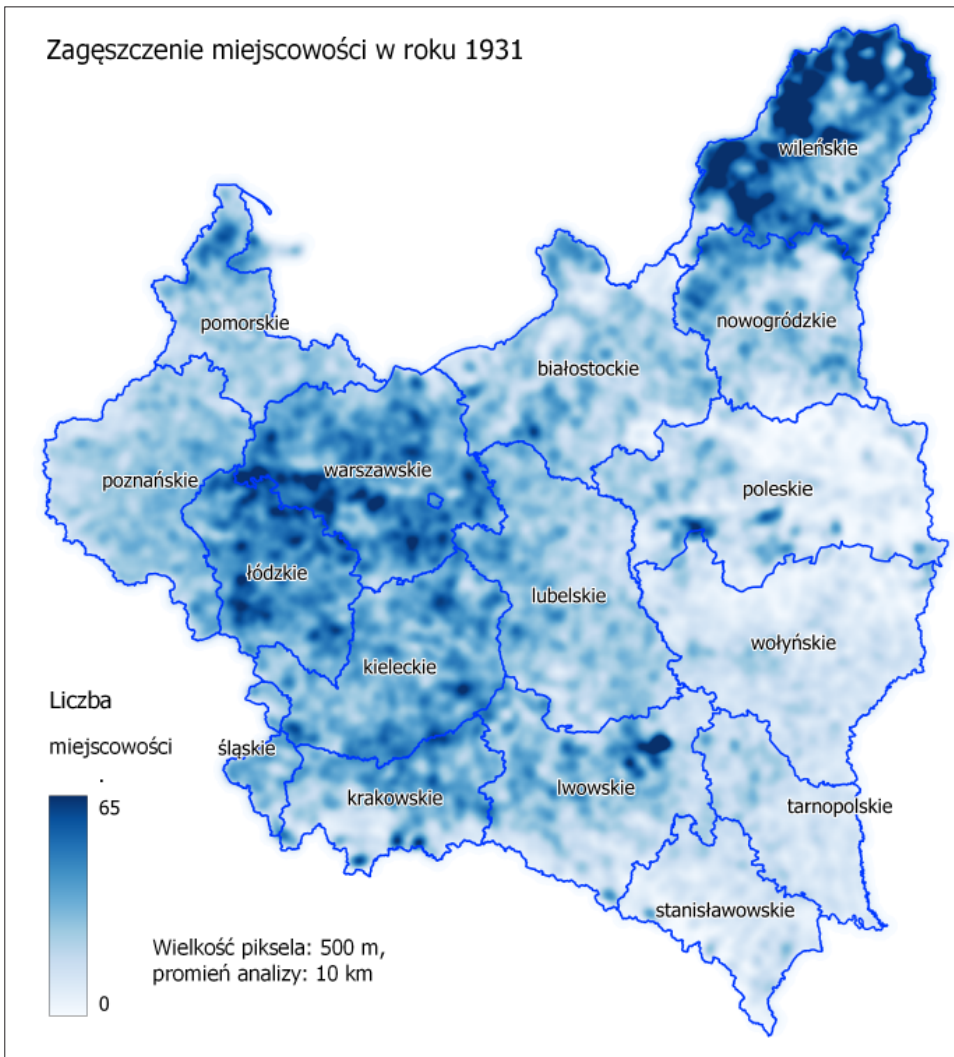 Zagęszczenie miejscowości w roku 1931
wileńskie
pomorskie
nowogródzkie
białostockie
poznańskie
warszawskie
poleskie
łódzkie
lubelskie
wołyńskie
kieleckie
śląskie
krakowskie
lwowskie
tarnopolskie
stanisławowskie
Liczba
miejscowości
.
65
0
Wielkość piksela: 500 m,
promień analizy: 10 km